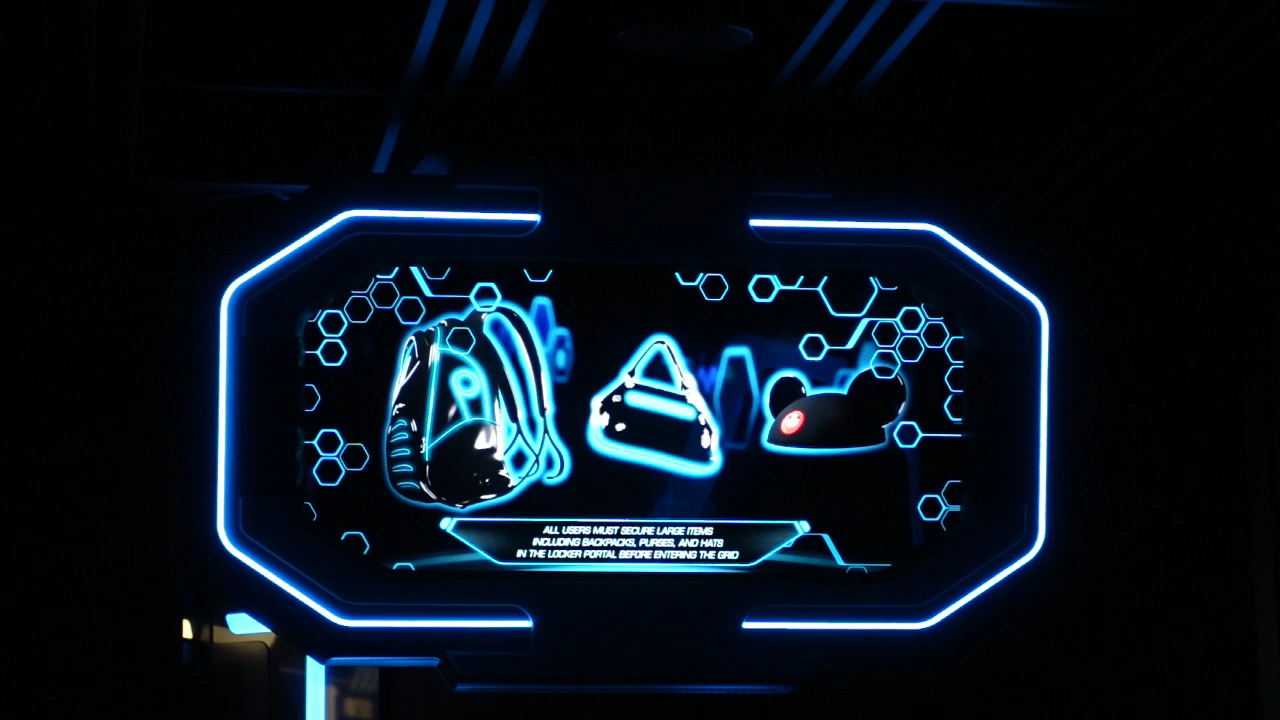 ALL USERS MUST SECURE LARGE ITEMS
INCLUDING BACKPACKS, PURSES, AND HATS
IN THE LOCKER PORTAL BEFORE ENTERING THE GRID